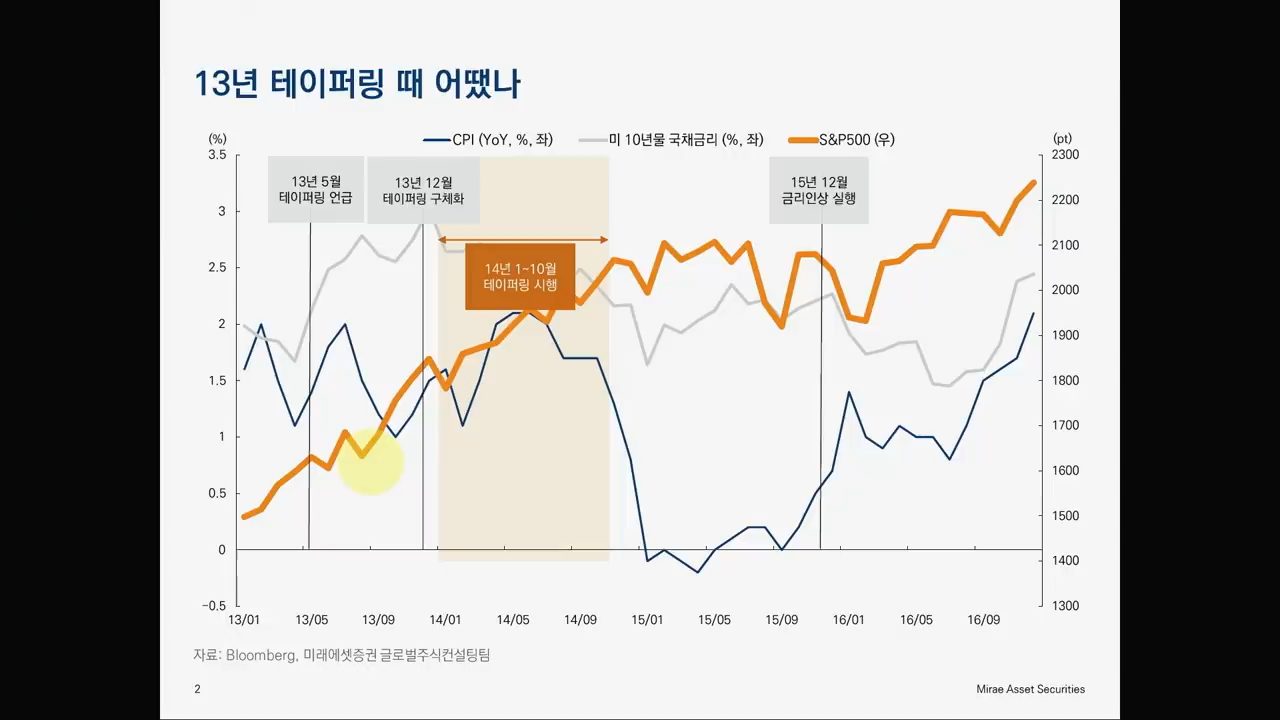 13년 테이퍼링 때 어땠나
(%)
CPI (YoY, %, 좌)
미 10년물 국채금리 (%, 좌)
S&P500 (우)
(pt)
3.5
3
2.5
2
1.5
1
0.5
0
−0.5
13년 5월
테이퍼링 언급
13년 12월
테이퍼링 구체화
14년 1~10월
테이퍼링 시행
15년 12월
금리인상 실행
2300
2200
2100
2000
1900
1800
1700
1600
1500
1400
1300
13/01 13/05 13/09 14/01 14/05 14/09 15/01 15/05 15/09 16/01 16/05 16/09
자료: Bloomberg, 미래에셋증권 글로벌주식컨설팅팀
2
Mirae Asset Securities